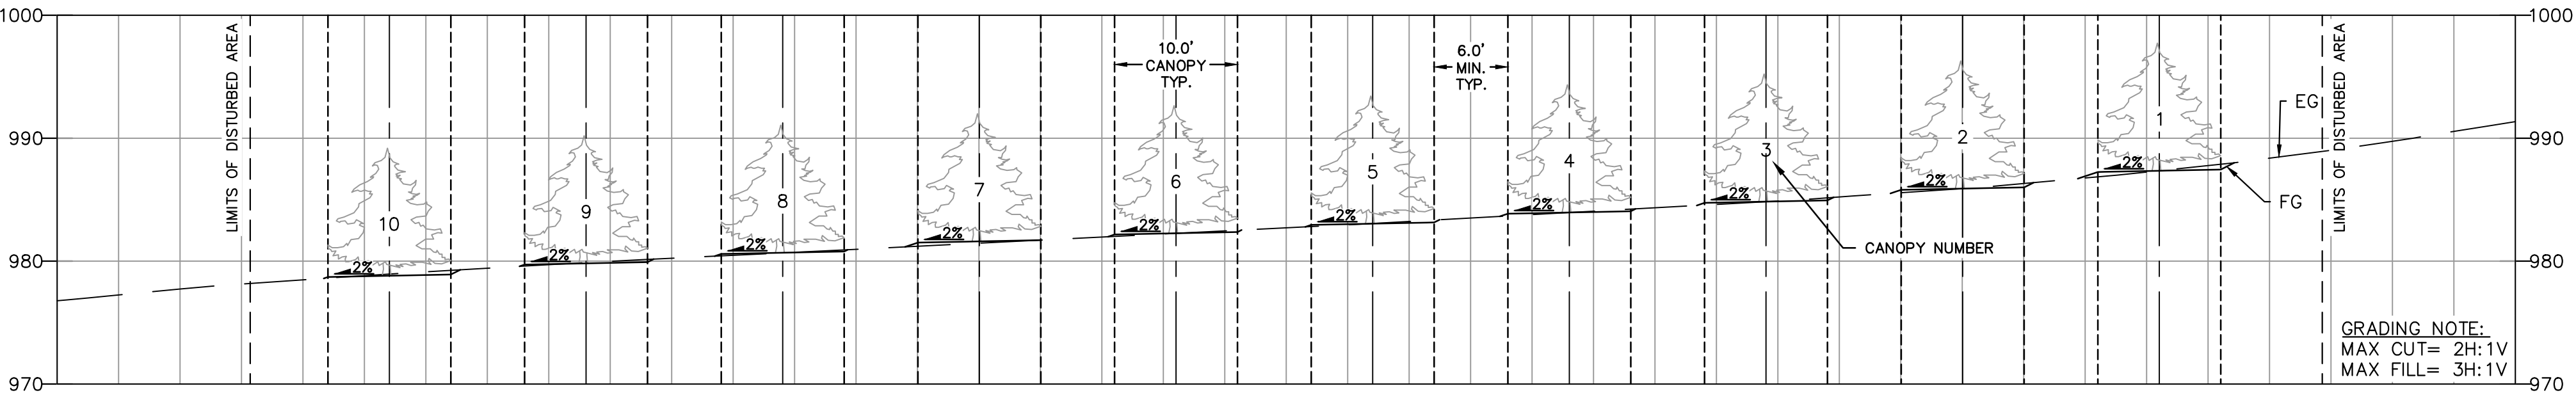 1000
1000
LIMITS OF DISTURBED AREA
10.0'
CANOPY
TYP.
6.0'
MIN.
TYP.
LIMITS OF DISTURBED AREA
EG
990
990
1
2
3
4
5
6
7
8
9
10
2%
2%
2%
2%
2%
2%
2%
2%
2%
2%
FG
CANOPY NUMBER
980
980
GRADING NOTE:
MAX CUT= 2H:1V
MAX FILL= 3H:1V
970
970